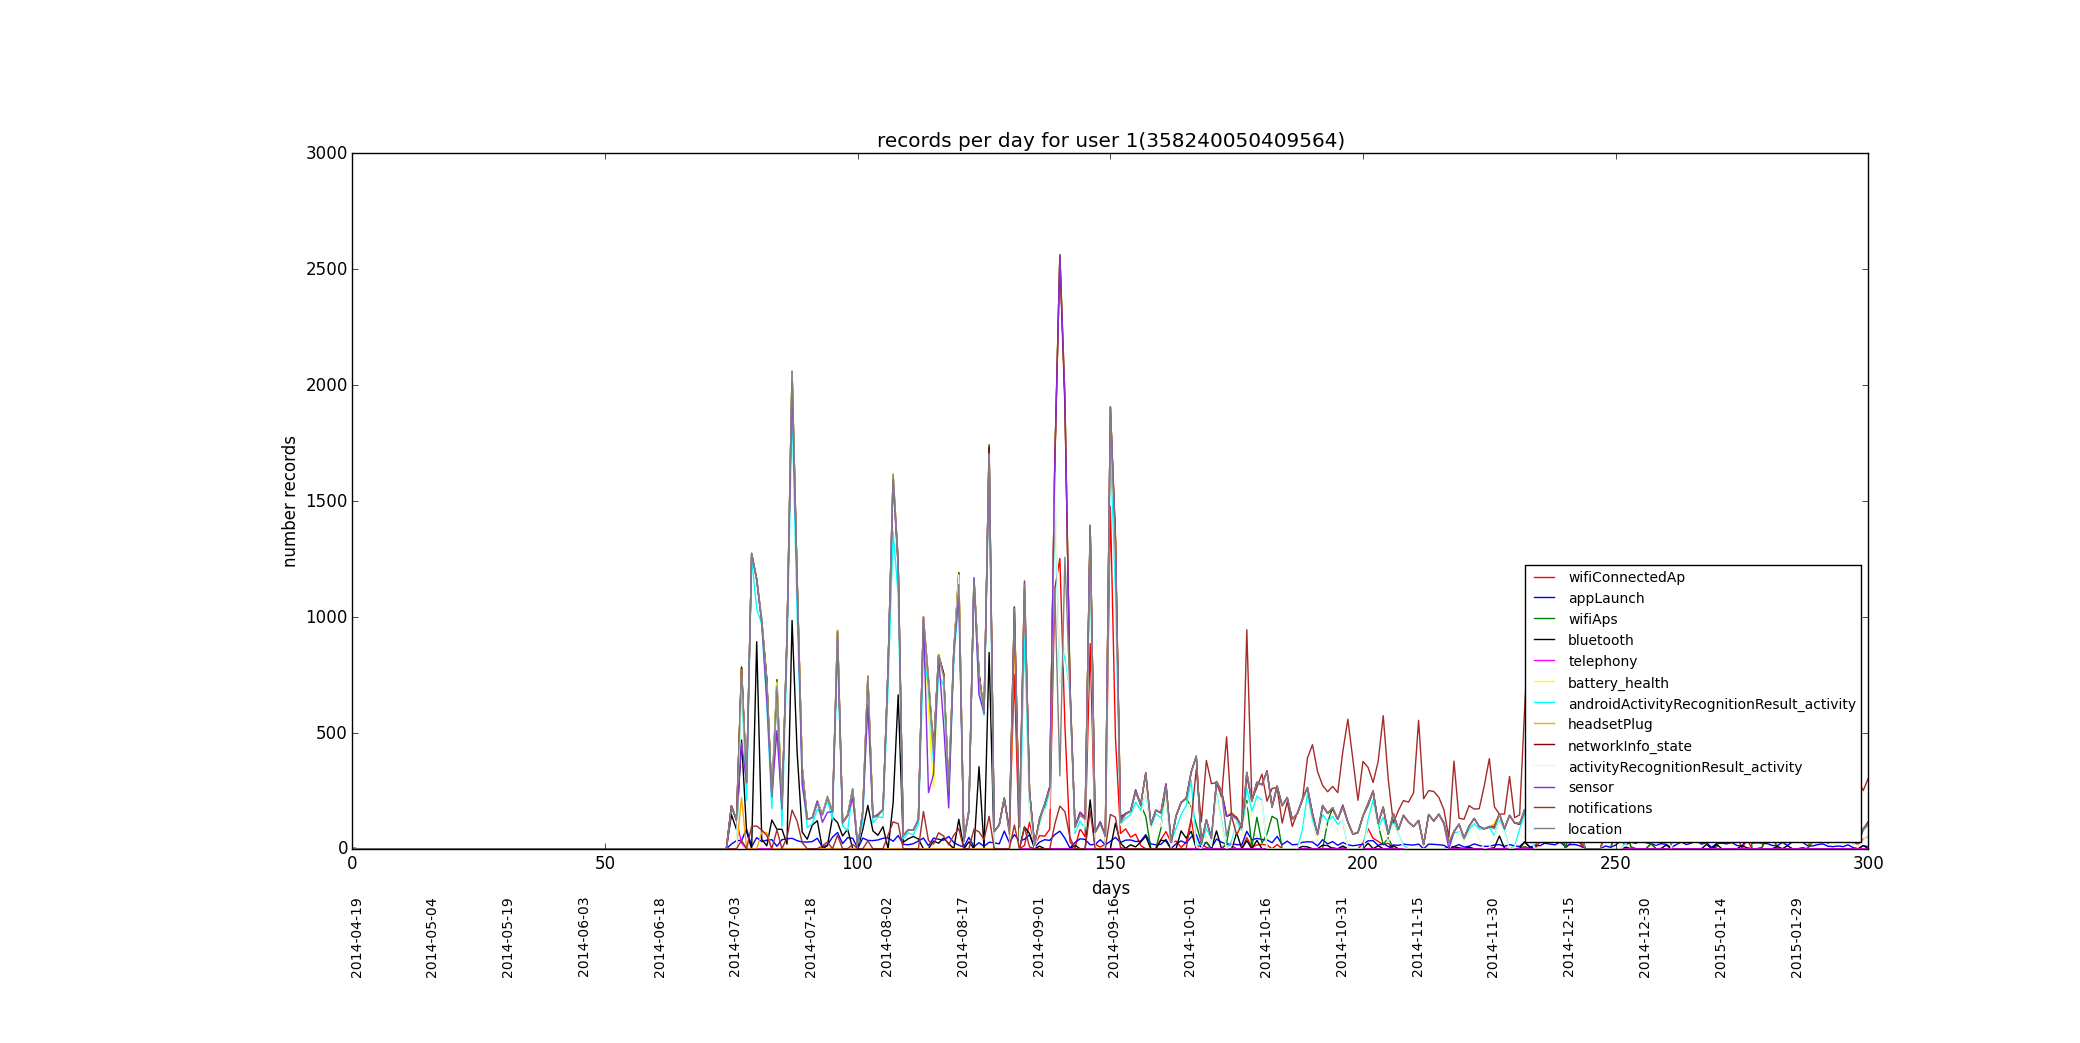 records per day for user 1(358240050409564)
3000
2500
2000
1500
1000
500
0
number records
wifiConnectedAp
appLaunch
wifiAps
bluetooth
telephony
battery_health
androidActivityRecognitionResult_activity
headsetPlug
networkInfo_state
activityRecognitionResult_activity
sensor
notifications
location
0 50 100 150 200 250 300
days
2014-04-19
2014-05-04
2014-05-19
2014-06-03
2014-06-18
2014-07-03
2014-07-18
2014-08-02
2014-08-17
2014-09-01
2014-09-16
2014-10-01
2014-10-16
2014-10-31
2014-11-15
2014-11-30
2014-12-15
2014-12-30
2015-01-14
2015-01-29